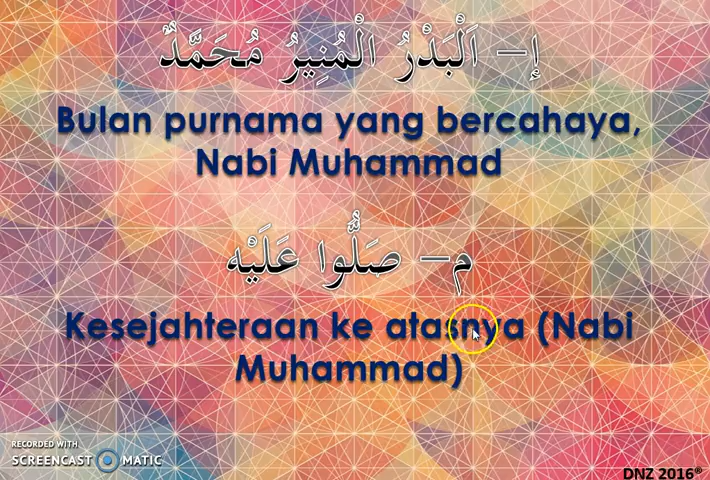 إ– اَلْبَدْرُ الْمُنِيرُ مُحَمَّدٌ
Bulan purnama yang bercahaya,
Nabi Muhammad
م– صَلُّوا عَلَيْه
Kesejahteraan ke atasnya (Nabi
Muhammad)
RECORDED WITH
SCREENCAST MATIC
DNZ 2016®